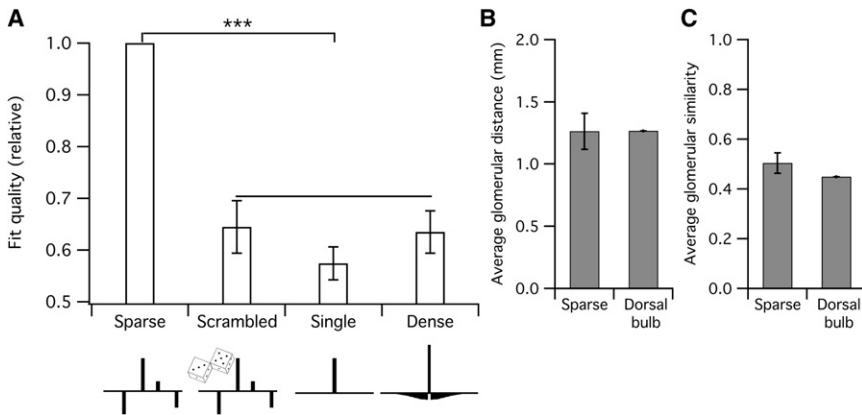 A
***
Fit quality (relative)
1.0
0.9
0.8
0.7
0.6
0.5
Sparse
Scrambled
Single
Dense
B
Average glomerular distance (mm)
2.0
1.5
1.0
0.5
0.0
Sparse
Dorsal
bulb
C
Average glomerular similarity
1.0
0.8
0.6
0.4
0.2
0.0
Sparse
Dorsal
bulb